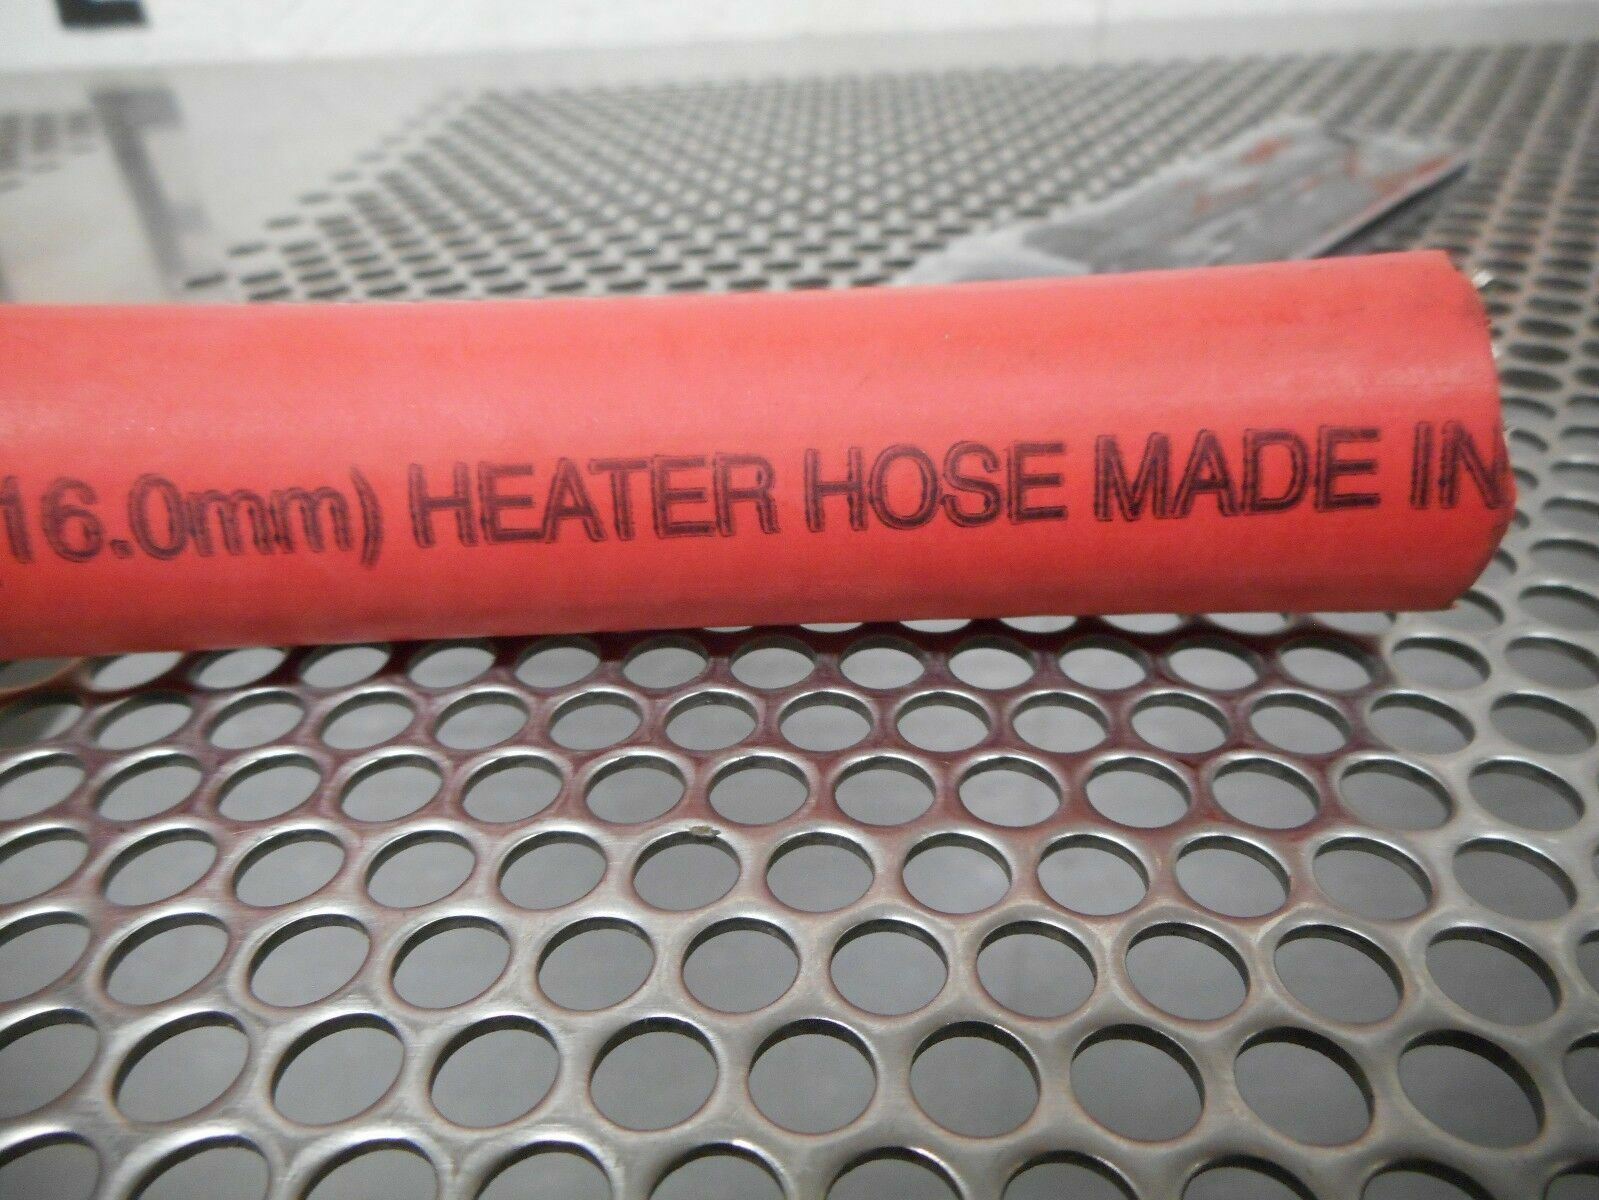 (16.0mm) HEATER HOSE MADE IN